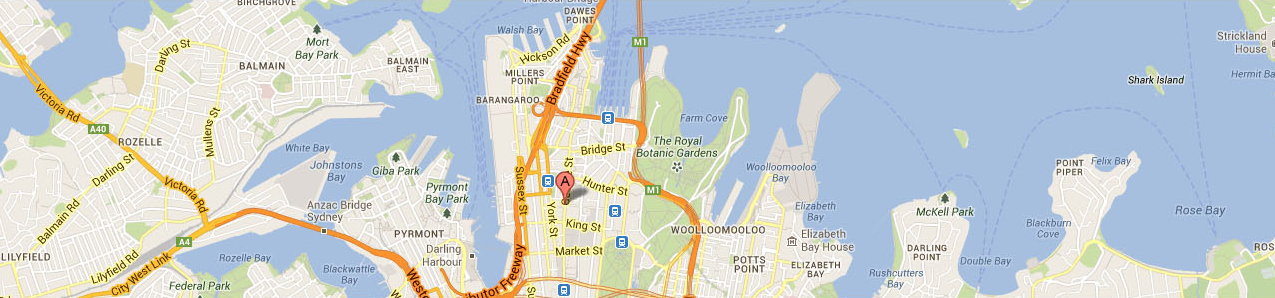 BIRCHGROVE
Mort
Bay Park
Darling St
BALMAIN
BALMAIN
EAST
Victoria Rd
A40
ROZELLE
Mullens St
Darling St
Victoria Rd
Balmain Rd
LILYFIELD
Lilyfield Rd
City West Link
A4
White Bay
Johnstons
Bay
Giba Park
Anzac Bridge
Sydney
Pyrmont
Bay Park
PYRMONT
Darling
Harbour
Rozelle Bay
Blackwattle
Bay
Federal Park
DAWES
POINT
Walsh Bay
Hickson Rd
MILLERS
POINT
BARANGAROO
Bradfield Hwy
M1
Bridge St
Hunter St
A
Sussex St
York St
King St
Market St
M1
Farm Cove
The Royal
Botanic Gardens
Woolloomooloo
Bay
WOOLLOOMOOLOO
Elizabeth
Bay
Elizabeth
Bay House
POTTS
POINT
ELIZABETH
BAY
McKell Park
DARLING
POINT
Rushcutters
Bay
Double Bay
Blackburn
Cove
POINT
PIPER
Felix Bay
Rose Bay
Shark Island
Strickland
House
Hermit Ba